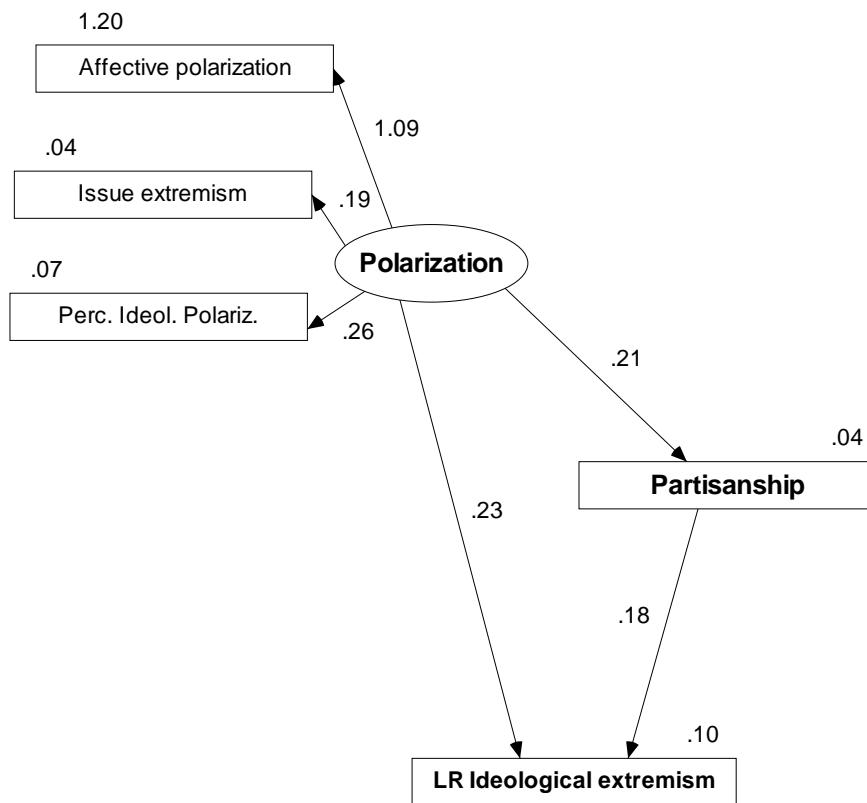 1.20
Affective polarization
1.09
.04
Issue extremism
.19
Polarization
.07
Perc. Ideol. Polariz.
.26
.21
.04
Partisanship
.23
.18
.10
LR Ideological extremism